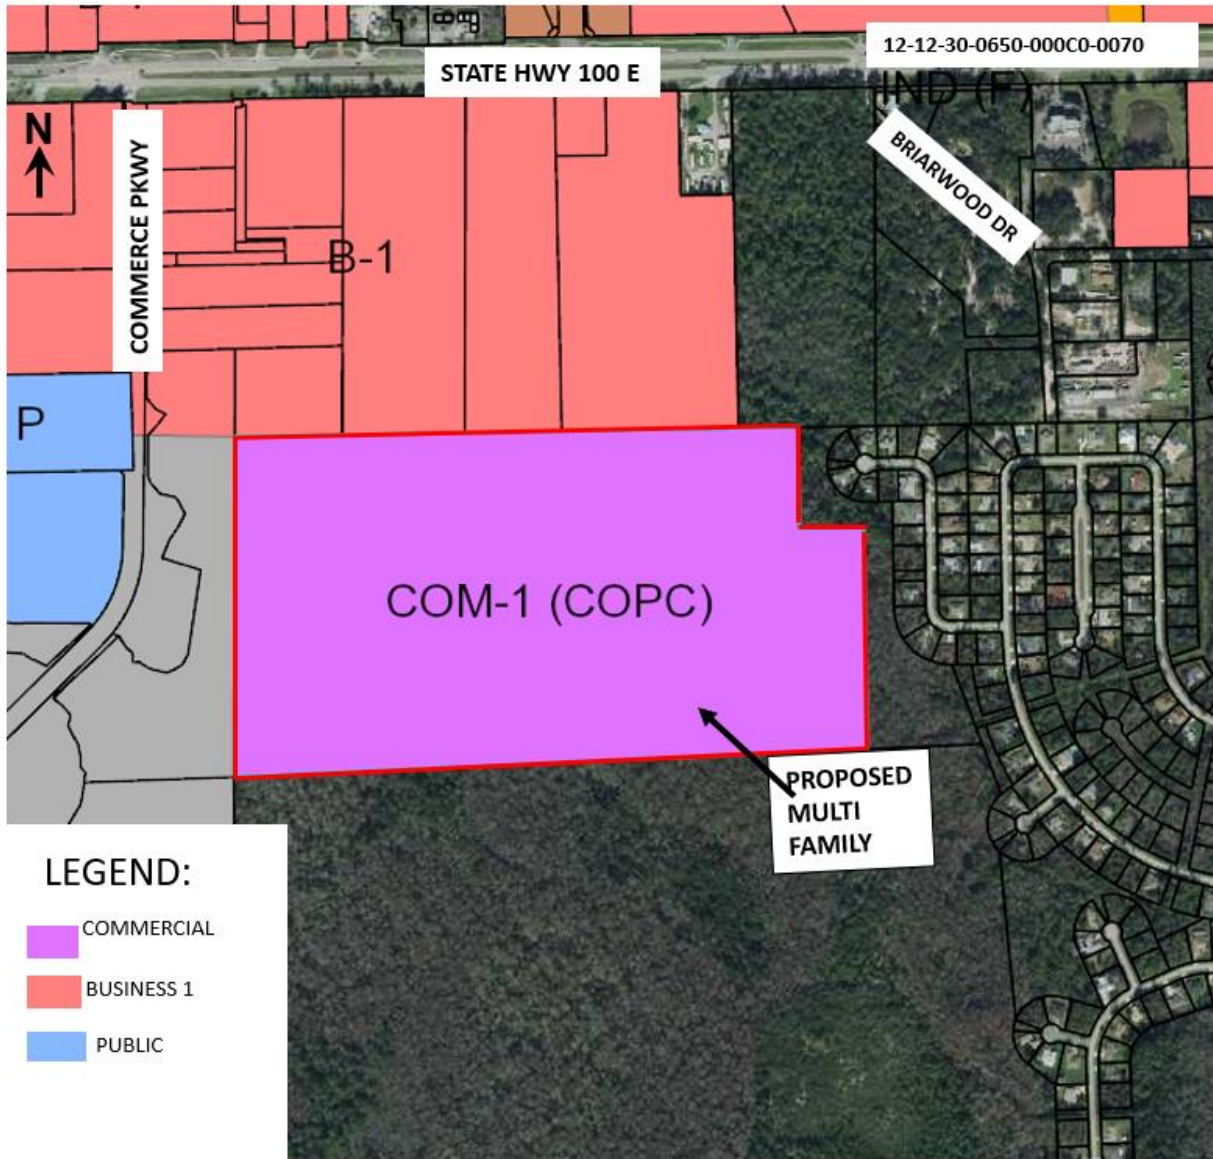 STATE HWY 100 E
12-12-30-0650-000C0-0070
IND (F)
N
COMMERCE PKWY
BRIARWOOD DR
B-1
P
COM-1 (COPC)
PROPOSED
MULTI
FAMILY
LEGEND:
COMMERCIAL
BUSINESS 1
PUBLIC